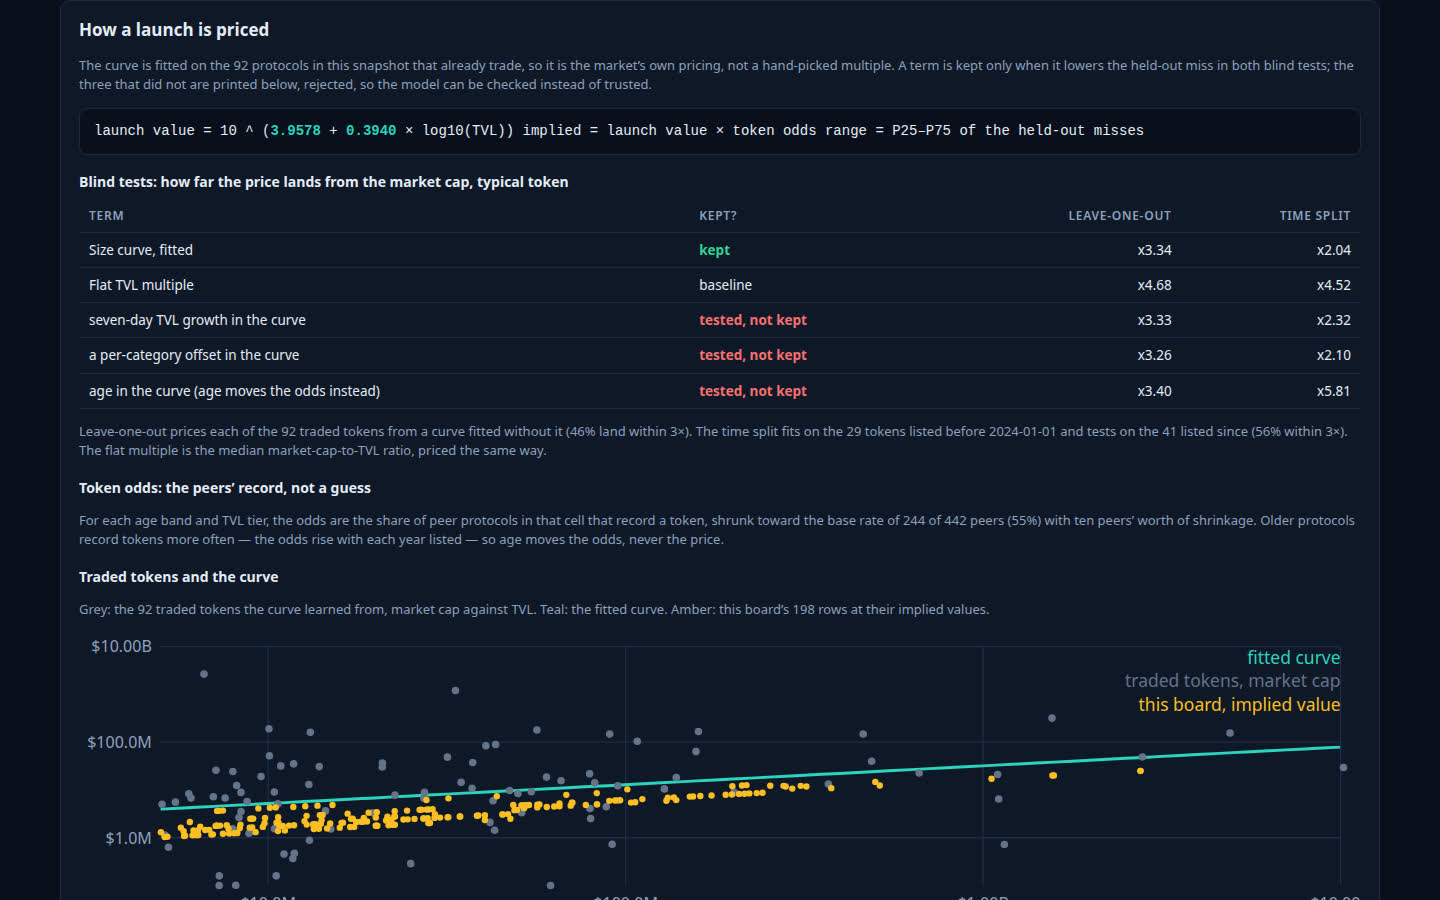 How a launch is priced
The curve is fitted on the 92 protocols in this snapshot that already trade, so it is the market’s own pricing, not a hand-picked multiple. A term is kept only when it lowers the held-out miss in both blind tests; the
three that did not are printed below, rejected, so the model can be checked instead of trusted.
launch value = 10 ^ (3.9578 + 0.3940 × log10(TVL)) implied = launch value × token odds range = P25–P75 of the held-out misses
Blind tests: how far the price lands from the market cap, typical token
TERM KEPT? LEAVE-ONE-OUT TIME SPLIT
Size curve, fitted kept x3.34 x2.04
Flat TVL multiple baseline x4.68 x4.52
seven-day TVL growth in the curve tested, not kept x3.33 x2.32
a per-category offset in the curve tested, not kept x3.26 x2.10
age in the curve (age moves the odds instead) tested, not kept x3.40 x5.81
Leave-one-out prices each of the 92 traded tokens from a curve fitted without it (46% land within 3×). The time split fits on the 29 tokens listed before 2024-01-01 and tests on the 41 listed since (56% within 3×).
The flat multiple is the median market-cap-to-TVL ratio, priced the same way.
Token odds: the peers’ record, not a guess
For each age band and TVL tier, the odds are the share of peer protocols in that cell that record a token, shrunk toward the base rate of 244 of 442 peers (55%) with ten peers’ worth of shrinkage. Older protocols
record tokens more often — the odds rise with each year listed — so age moves the odds, never the price.
Traded tokens and the curve
Grey: the 92 traded tokens the curve learned from, market cap against TVL. Teal: the fitted curve. Amber: this board’s 198 rows at their implied values.
$10.00B
fitted curve
traded tokens, market cap
this board, implied value
$100.0M
$1.0M